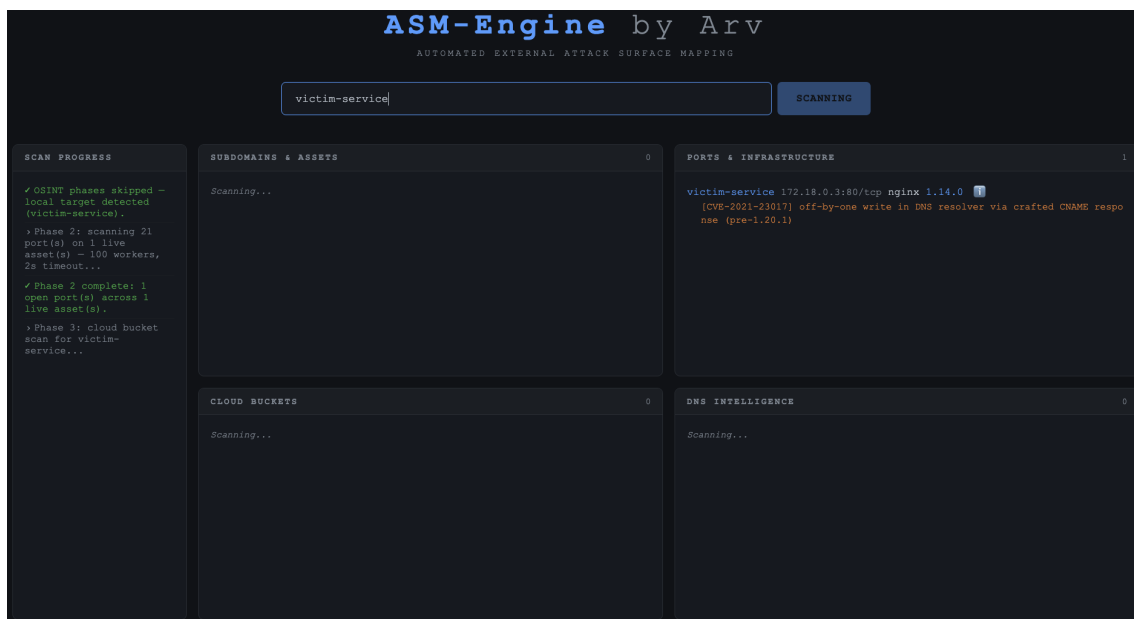 ASM-Engine by Arv
AUTOMATED EXTERNAL ATTACK SURFACE MAPPING
victim-service
SCANNING
SCAN PROGRESS
✓ OSINT phases skipped —
local target detected
(victim-service).
› Phase 2: scanning 21
port(s) on 1 live
asset(s) — 100 workers,
2s timeout...
✓ Phase 2 complete: 1
open port(s) across 1
live asset(s).
› Phase 3: cloud bucket
scan for victim-
service...
SUBDOMAINS & ASSETS 0
Scanning...
PORTS & INFRASTRUCTURE 1
victim-service 172.18.0.3:80/tcp nginx 1.14.0 ℹ️
[CVE-2021-23017] off-by-one write in DNS resolver via crafted CNAME respo
nse (pre-1.20.1)
CLOUD BUCKETS 0
Scanning...
DNS INTELLIGENCE 0
Scanning...